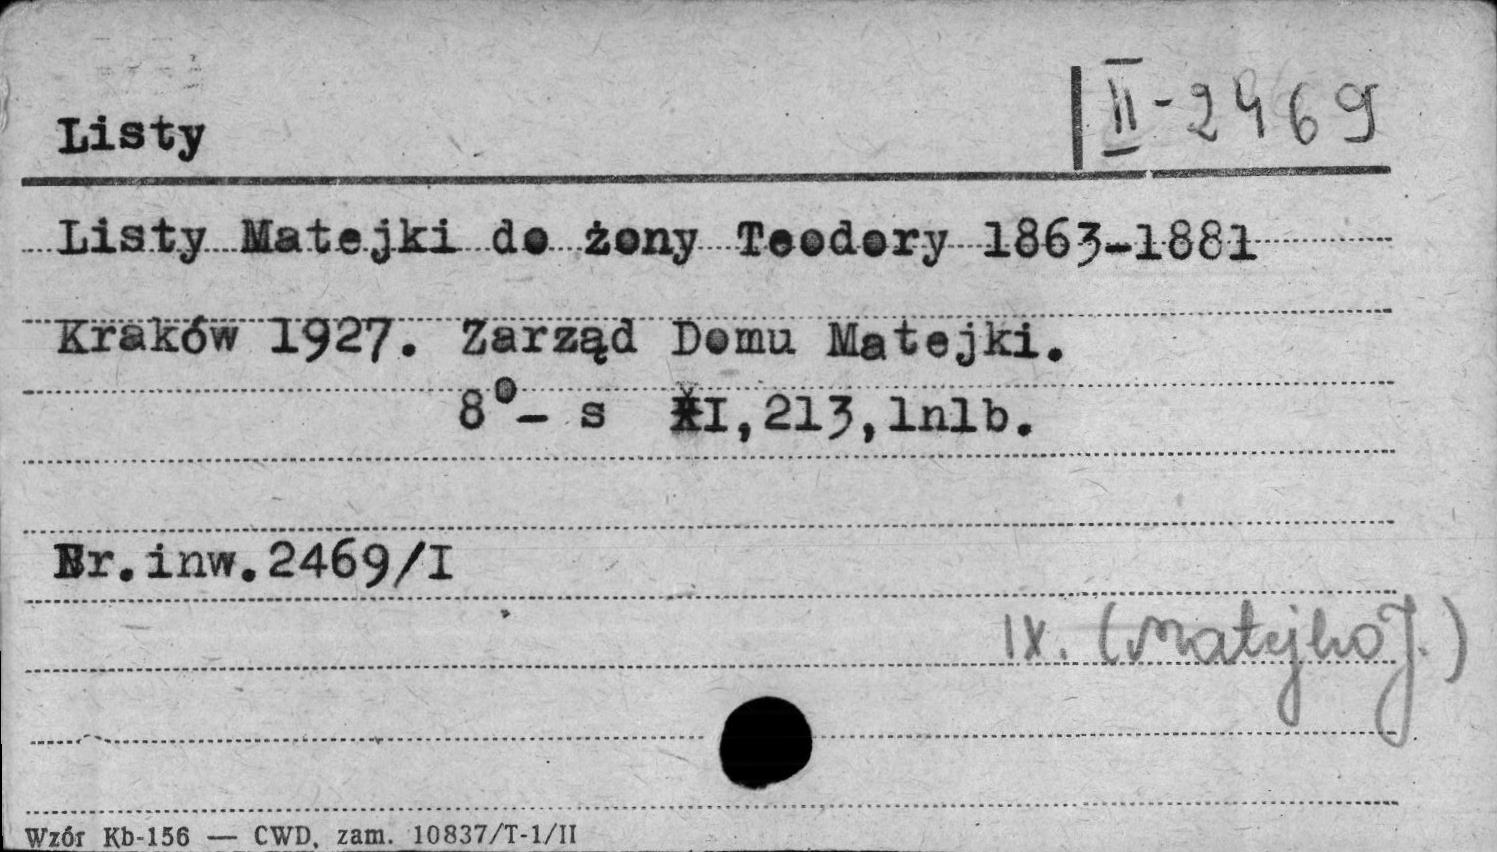 Listy
II-2469
Listy Matejki do żony Teodory 1863-1881
Kraków 1927. Zarząd Domu Matejki.
8°- s XI,213,1nlb.
Nr.inw.2469/I
IX. (Matejko J.)
Wzór Kb-156 — CWD, zam. 10837/T-1/II